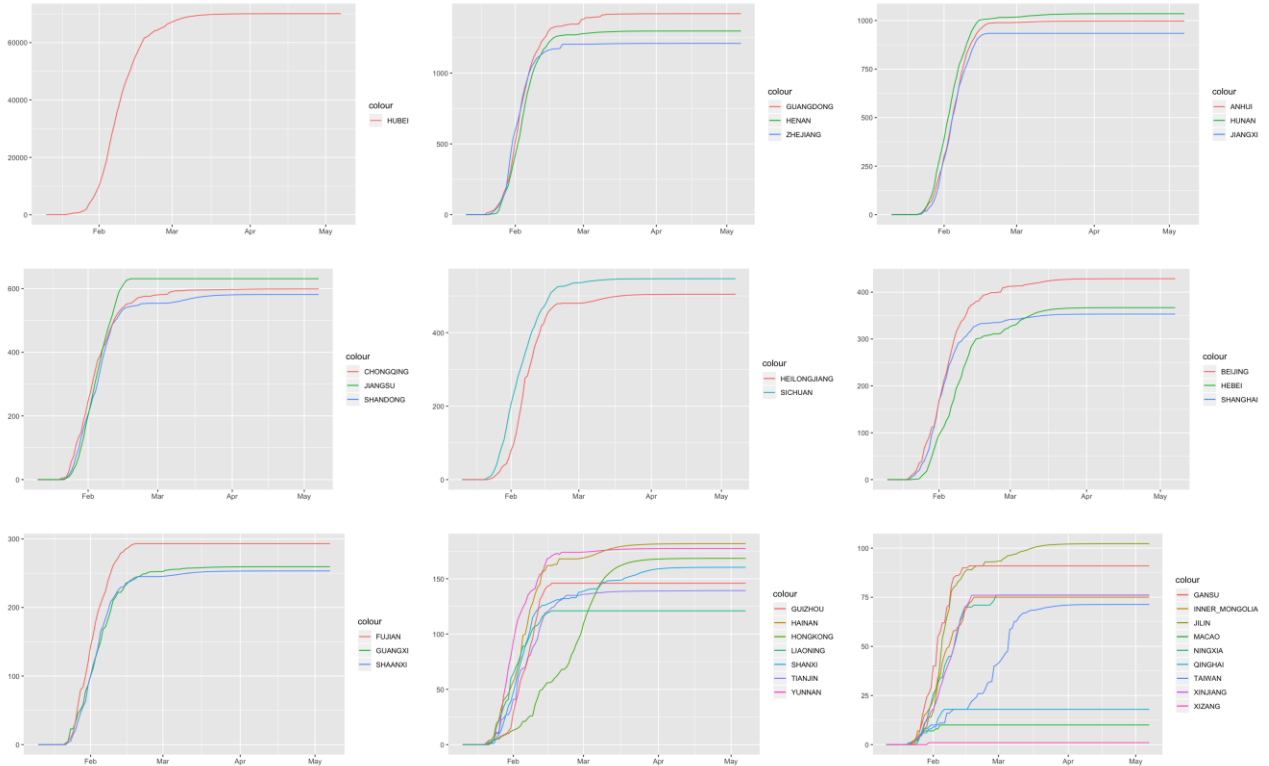 60000
40000
20000
0
Feb
Mar
Apr
May
colour
HUBEI
1000
500
0
Feb
Mar
Apr
May
colour
GUANGDONG
HENAN
ZHEJIANG
1000
750
500
250
0
Feb
Mar
Apr
May
colour
ANHUI
HUNAN
JIANGXI
600
400
200
0
Feb
Mar
Apr
May
colour
CHONGQING
JIANGSU
SHANDONG
400
200
0
Feb
Mar
Apr
May
colour
HEILONGJIANG
SICHUAN
400
300
200
100
0
Feb
Mar
Apr
May
colour
BEIJING
HEBEI
SHANGHAI
300
200
100
0
Feb
Mar
Apr
May
colour
FUJIAN
GUANGXI
SHAANXI
150
100
50
0
Feb
Mar
Apr
May
colour
GUIZHOU
HAINAN
HONGKONG
LIAONING
SHANXI
TIANJIN
YUNNAN
100
75
50
25
0
Feb
Mar
Apr
May
colour
GANSU
INNER_MONGOLIA
JILIN
MACAO
NINGXIA
QINGHAI
TAIWAN
XINJIANG
XIZANG